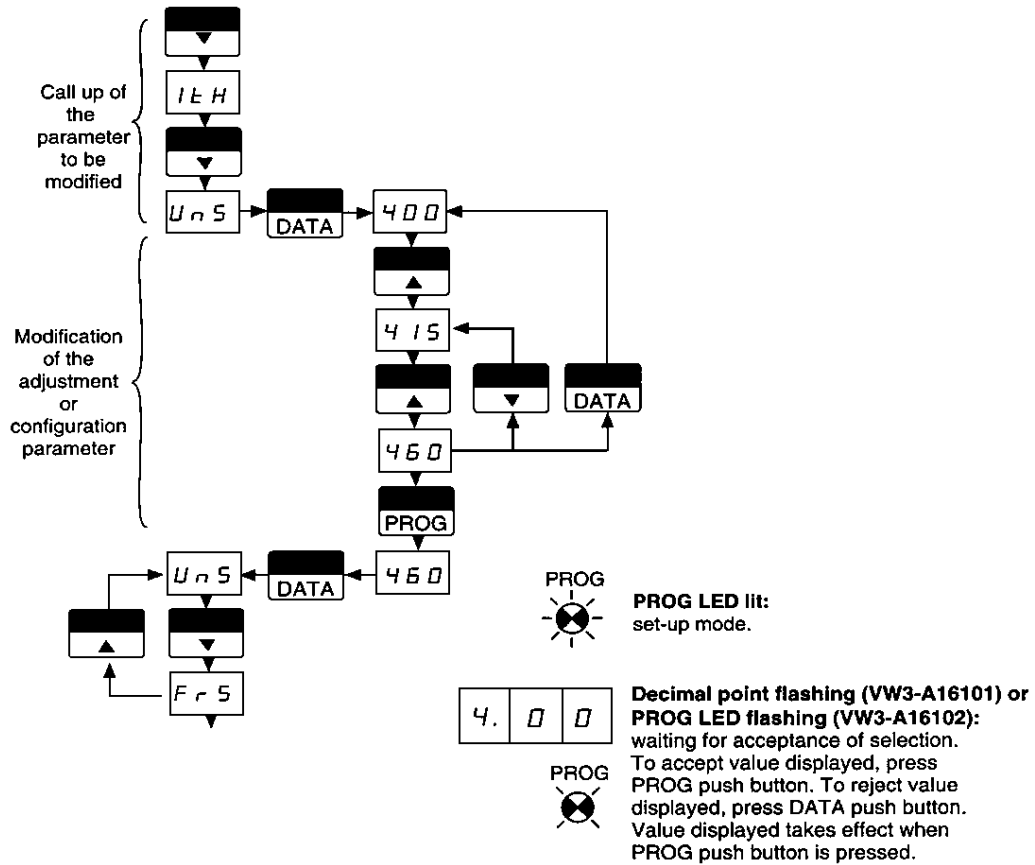 Call up of
the
parameter
to be
modified
ItH
UnS
DATA
400
Modification
of the
adjustment
or
configuration
parameter
415
DATA
460
PROG
UnS
DATA
460
FrS
PROG
PROG LED lit:
set-up mode.
4. 0 0
PROG
Decimal point flashing (VW3-A16101) or
PROG LED flashing (VW3-A16102):
waiting for acceptance of selection.
To accept value displayed, press
PROG push button. To reject value
displayed, press DATA push button.
Value displayed takes effect when
PROG push button is pressed.